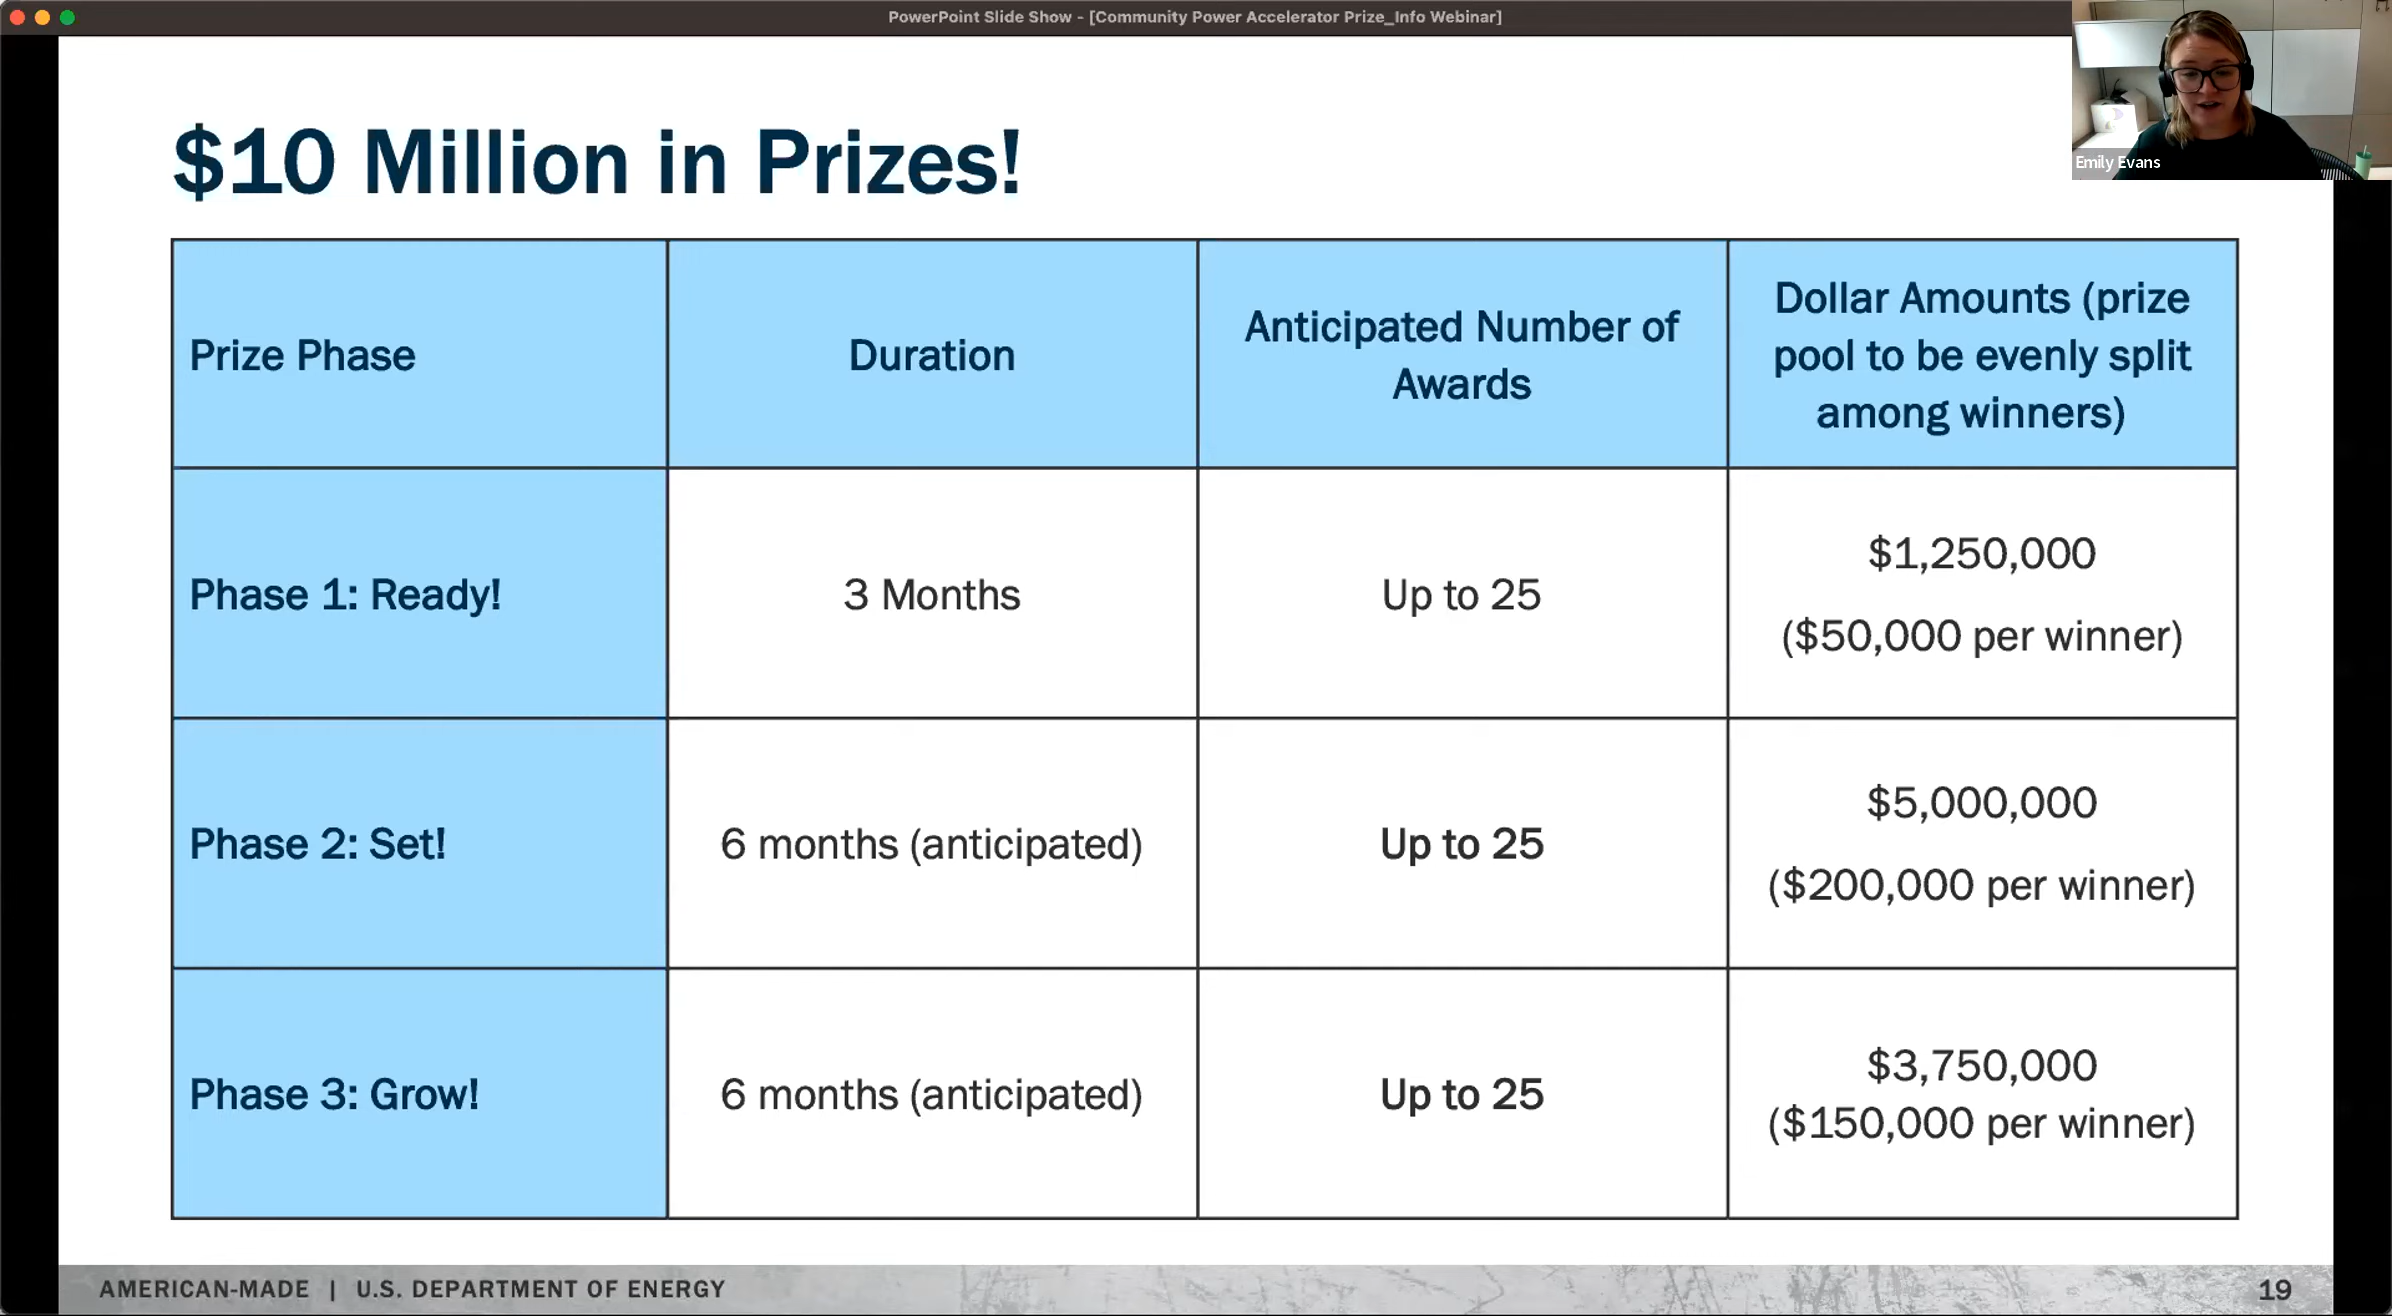 PowerPoint Slide Show - [Community Power Accelerator Prize_Info Webinar]
Emily Evans
$10 Million in Prizes!
Prize Phase
Duration
Anticipated Number of
Awards
Dollar Amounts (prize
pool to be evenly split
among winners)
Phase 1: Ready!
3 Months
Up to 25
$1,250,000
($50,000 per winner)
Phase 2: Set!
6 months (anticipated)
Up to 25
$5,000,000
($200,000 per winner)
Phase 3: Grow!
6 months (anticipated)
Up to 25
$3,750,000
($150,000 per winner)
AMERICAN-MADE | U.S. DEPARTMENT OF ENERGY
19